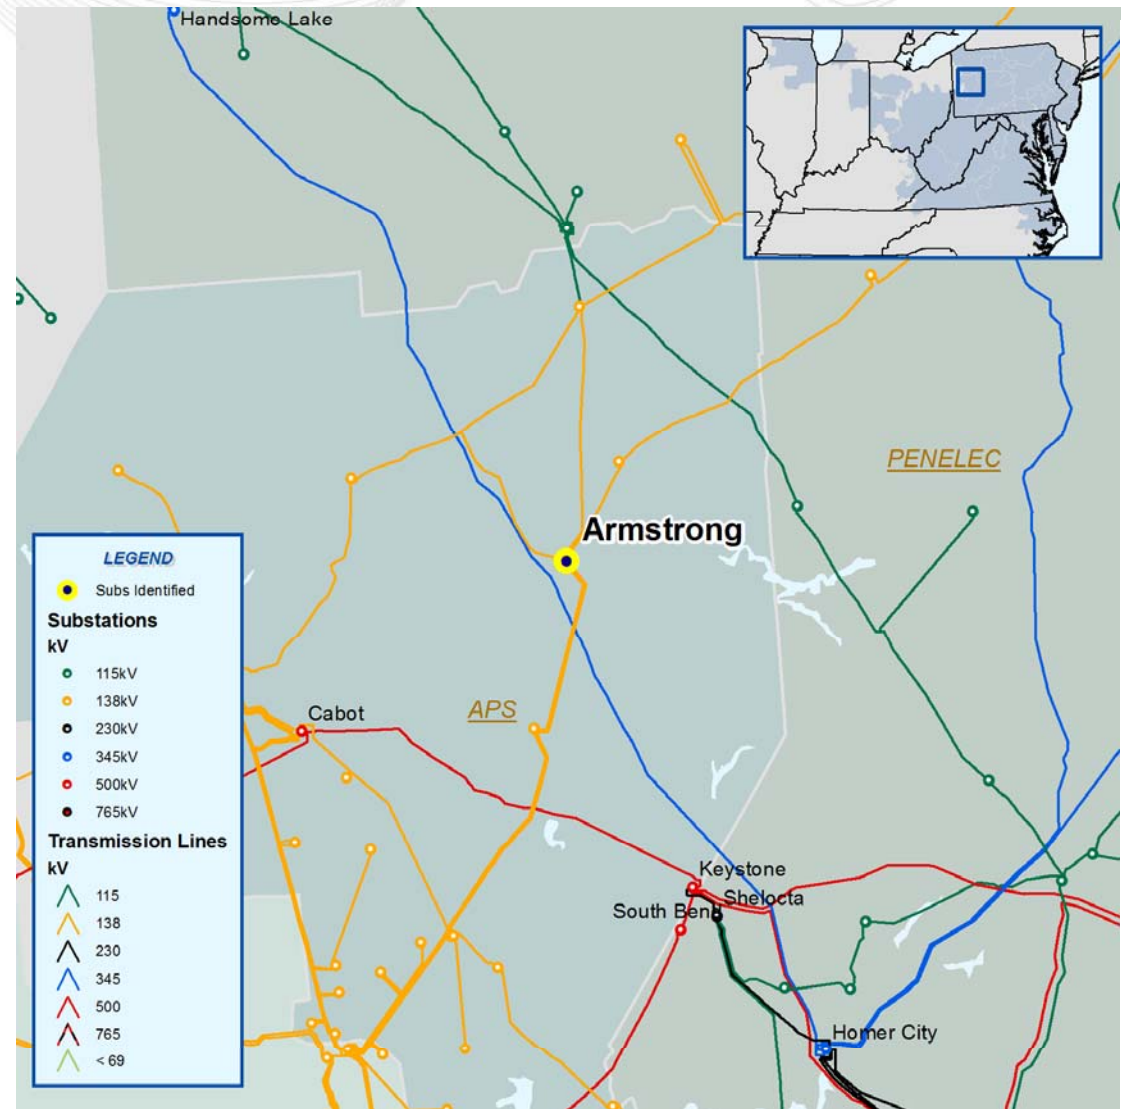 Handsome Lake
PENELEC
Armstrong
APS
Cabot
Keystone
Shelocta
South Bend
Homer City
LEGEND
Subs Identified
Substations
kV
115kV
138kV
230kV
345kV
500kV
765kV
Transmission Lines
kV
115
138
230
345
500
765
< 69